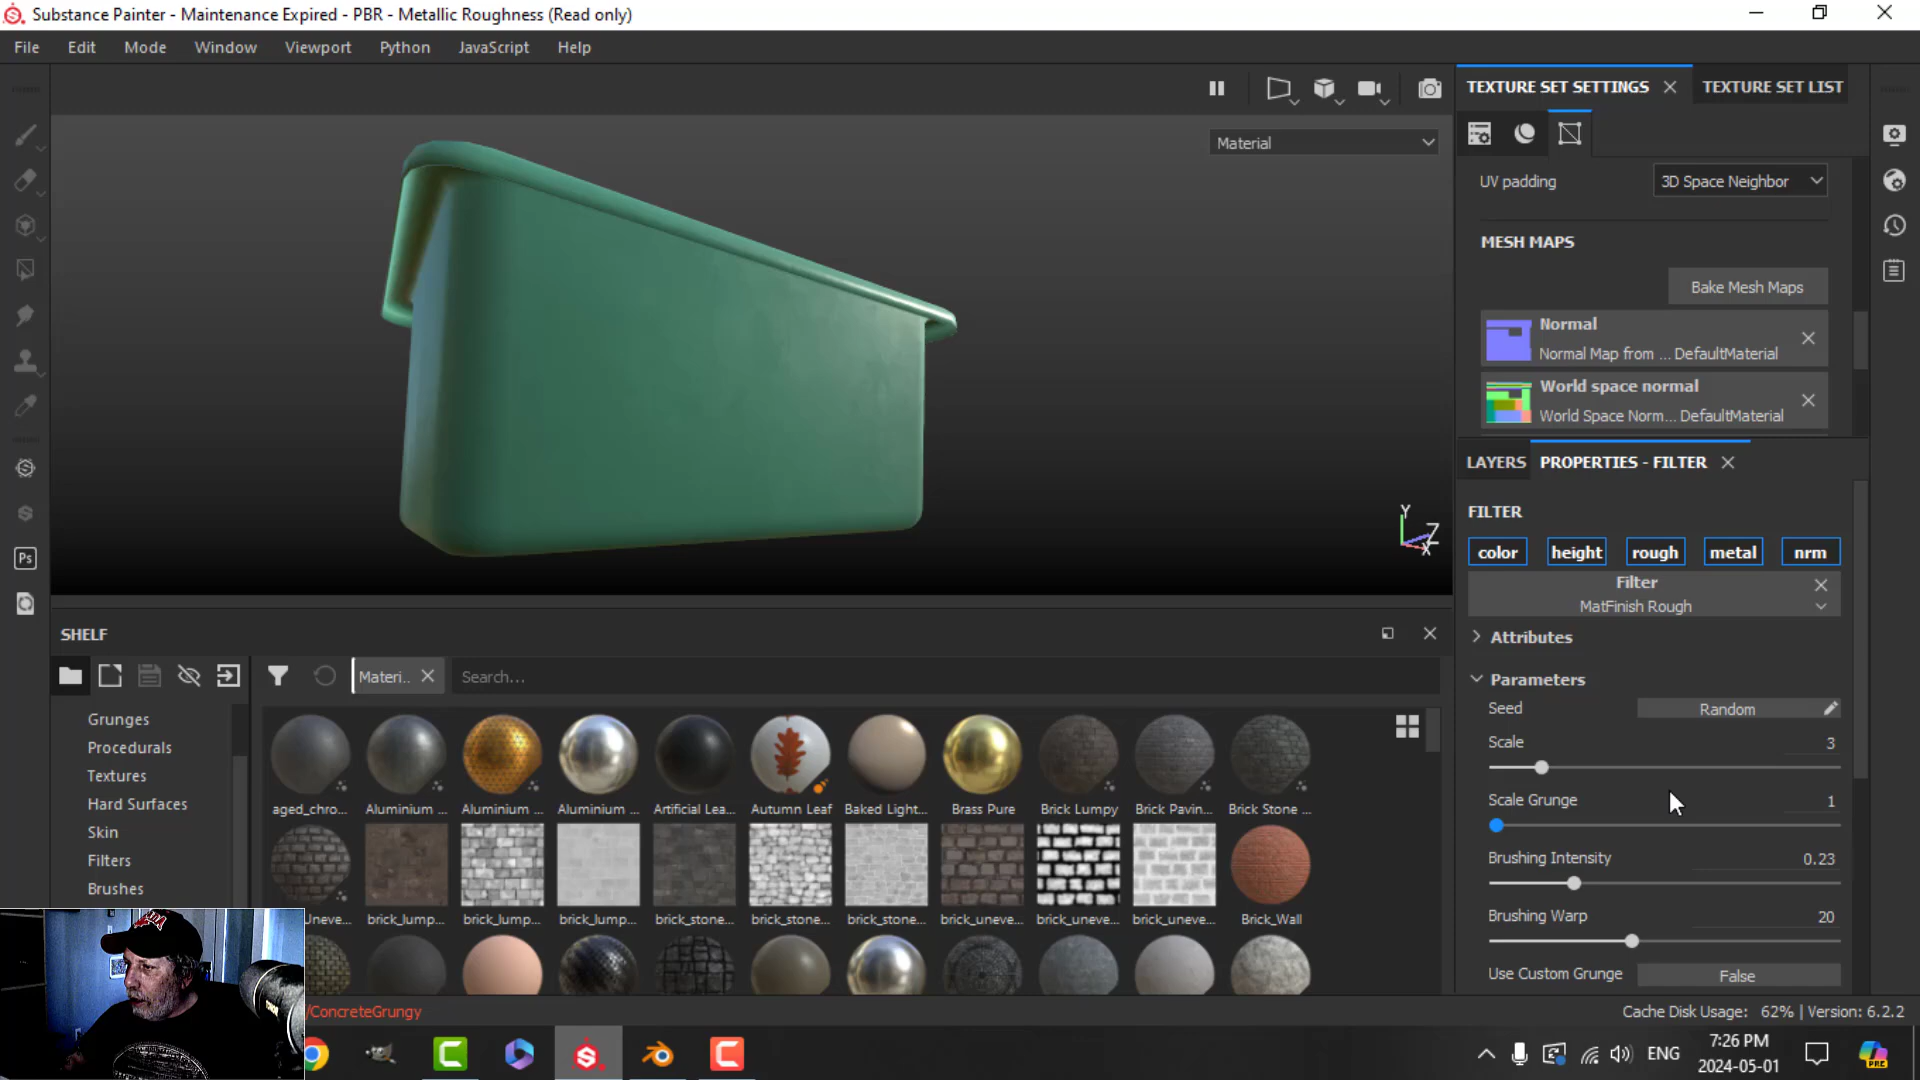 Substance Painter - Maintenance Expired - PBR - Metallic Roughness (Read only)
File Edit Mode Window Viewport Python JavaScript Help
Material
TEXTURE SET SETTINGS
TEXTURE SET LIST
UV padding
3D Space Neighbor
MESH MAPS
Bake Mesh Maps
Normal
Normal Map from ... DefaultMaterial
World space normal
World Space Norm... DefaultMaterial
LAYERS
PROPERTIES - FILTER
FILTER
color height rough metal nrm
Filter
MatFinish Rough
Attributes
Parameters
Seed Random
Scale 3
Scale Grunge 1
Brushing Intensity 0.23
Brushing Warp 20
Use Custom Grunge False
Y
Z
X
Ps
SHELF
Materi..
Search...
Grunges
Procedurals
Textures
Hard Surfaces
Skin
Filters
Brushes
aged_chro... Aluminium ... Aluminium ... Aluminium ... Artificial Lea... Autumn Leaf Baked Light... Brass Pure Brick Lumpy Brick Pavin... Brick Stone ...
Uneve... brick_lump... brick_lump... brick_lump... brick_stone... brick_stone... brick_stone... brick_uneve... brick_uneve... brick_uneve... Brick_Wall
/ConcreteGrungy
Cache Disk Usage: 62% | Version: 6.2.2
ENG
7:26 PM
2024-05-01